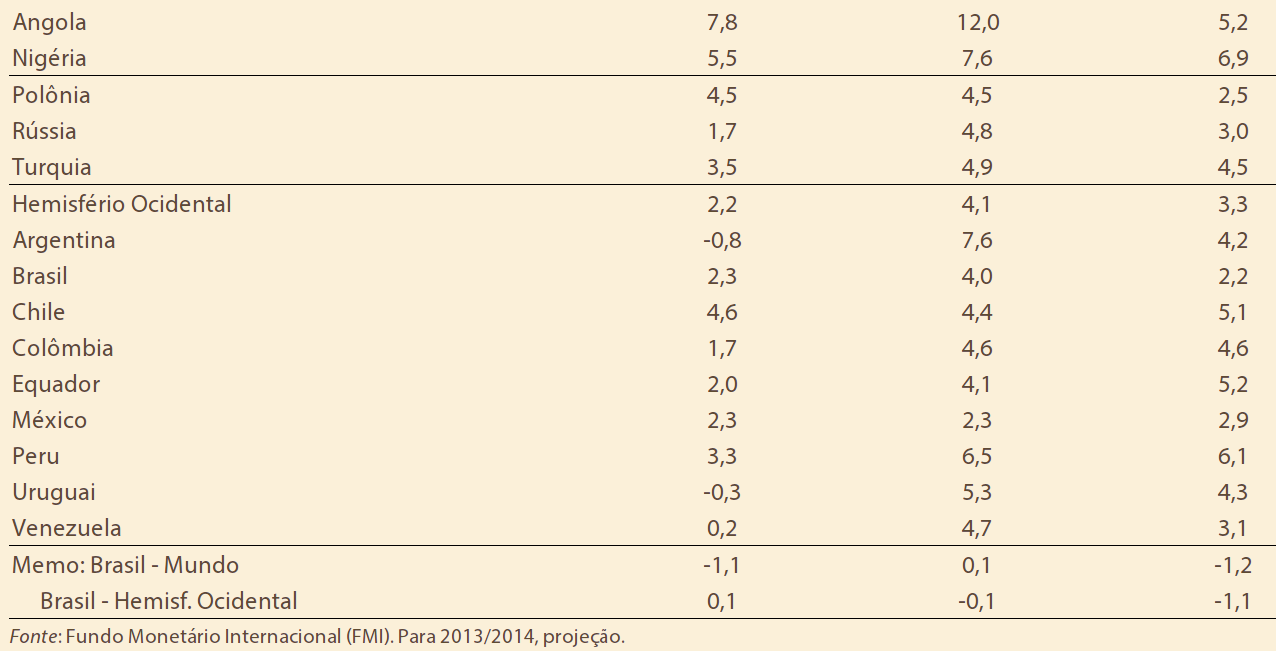 Angola 7,8 12,0 5,2
Nigéria 5,5 7,6 6,9
Polônia 4,5 4,5 2,5
Rússia 1,7 4,8 3,0
Turquia 3,5 4,9 4,5
Hemisfério Ocidental 2,2 4,1 3,3
Argentina -0,8 7,6 4,2
Brasil 2,3 4,0 2,2
Chile 4,6 4,4 5,1
Colômbia 1,7 4,6 4,6
Equador 2,0 4,1 5,2
México 2,3 2,3 2,9
Peru 3,3 6,5 6,1
Uruguai -0,3 5,3 4,3
Venezuela 0,2 4,7 3,1
Memo: Brasil - Mundo -1,1 0,1 -1,2
Brasil - Hemisf. Ocidental 0,1 -0,1 -1,1
Fonte: Fundo Monetário Internacional (FMI). Para 2013/2014, projeção.